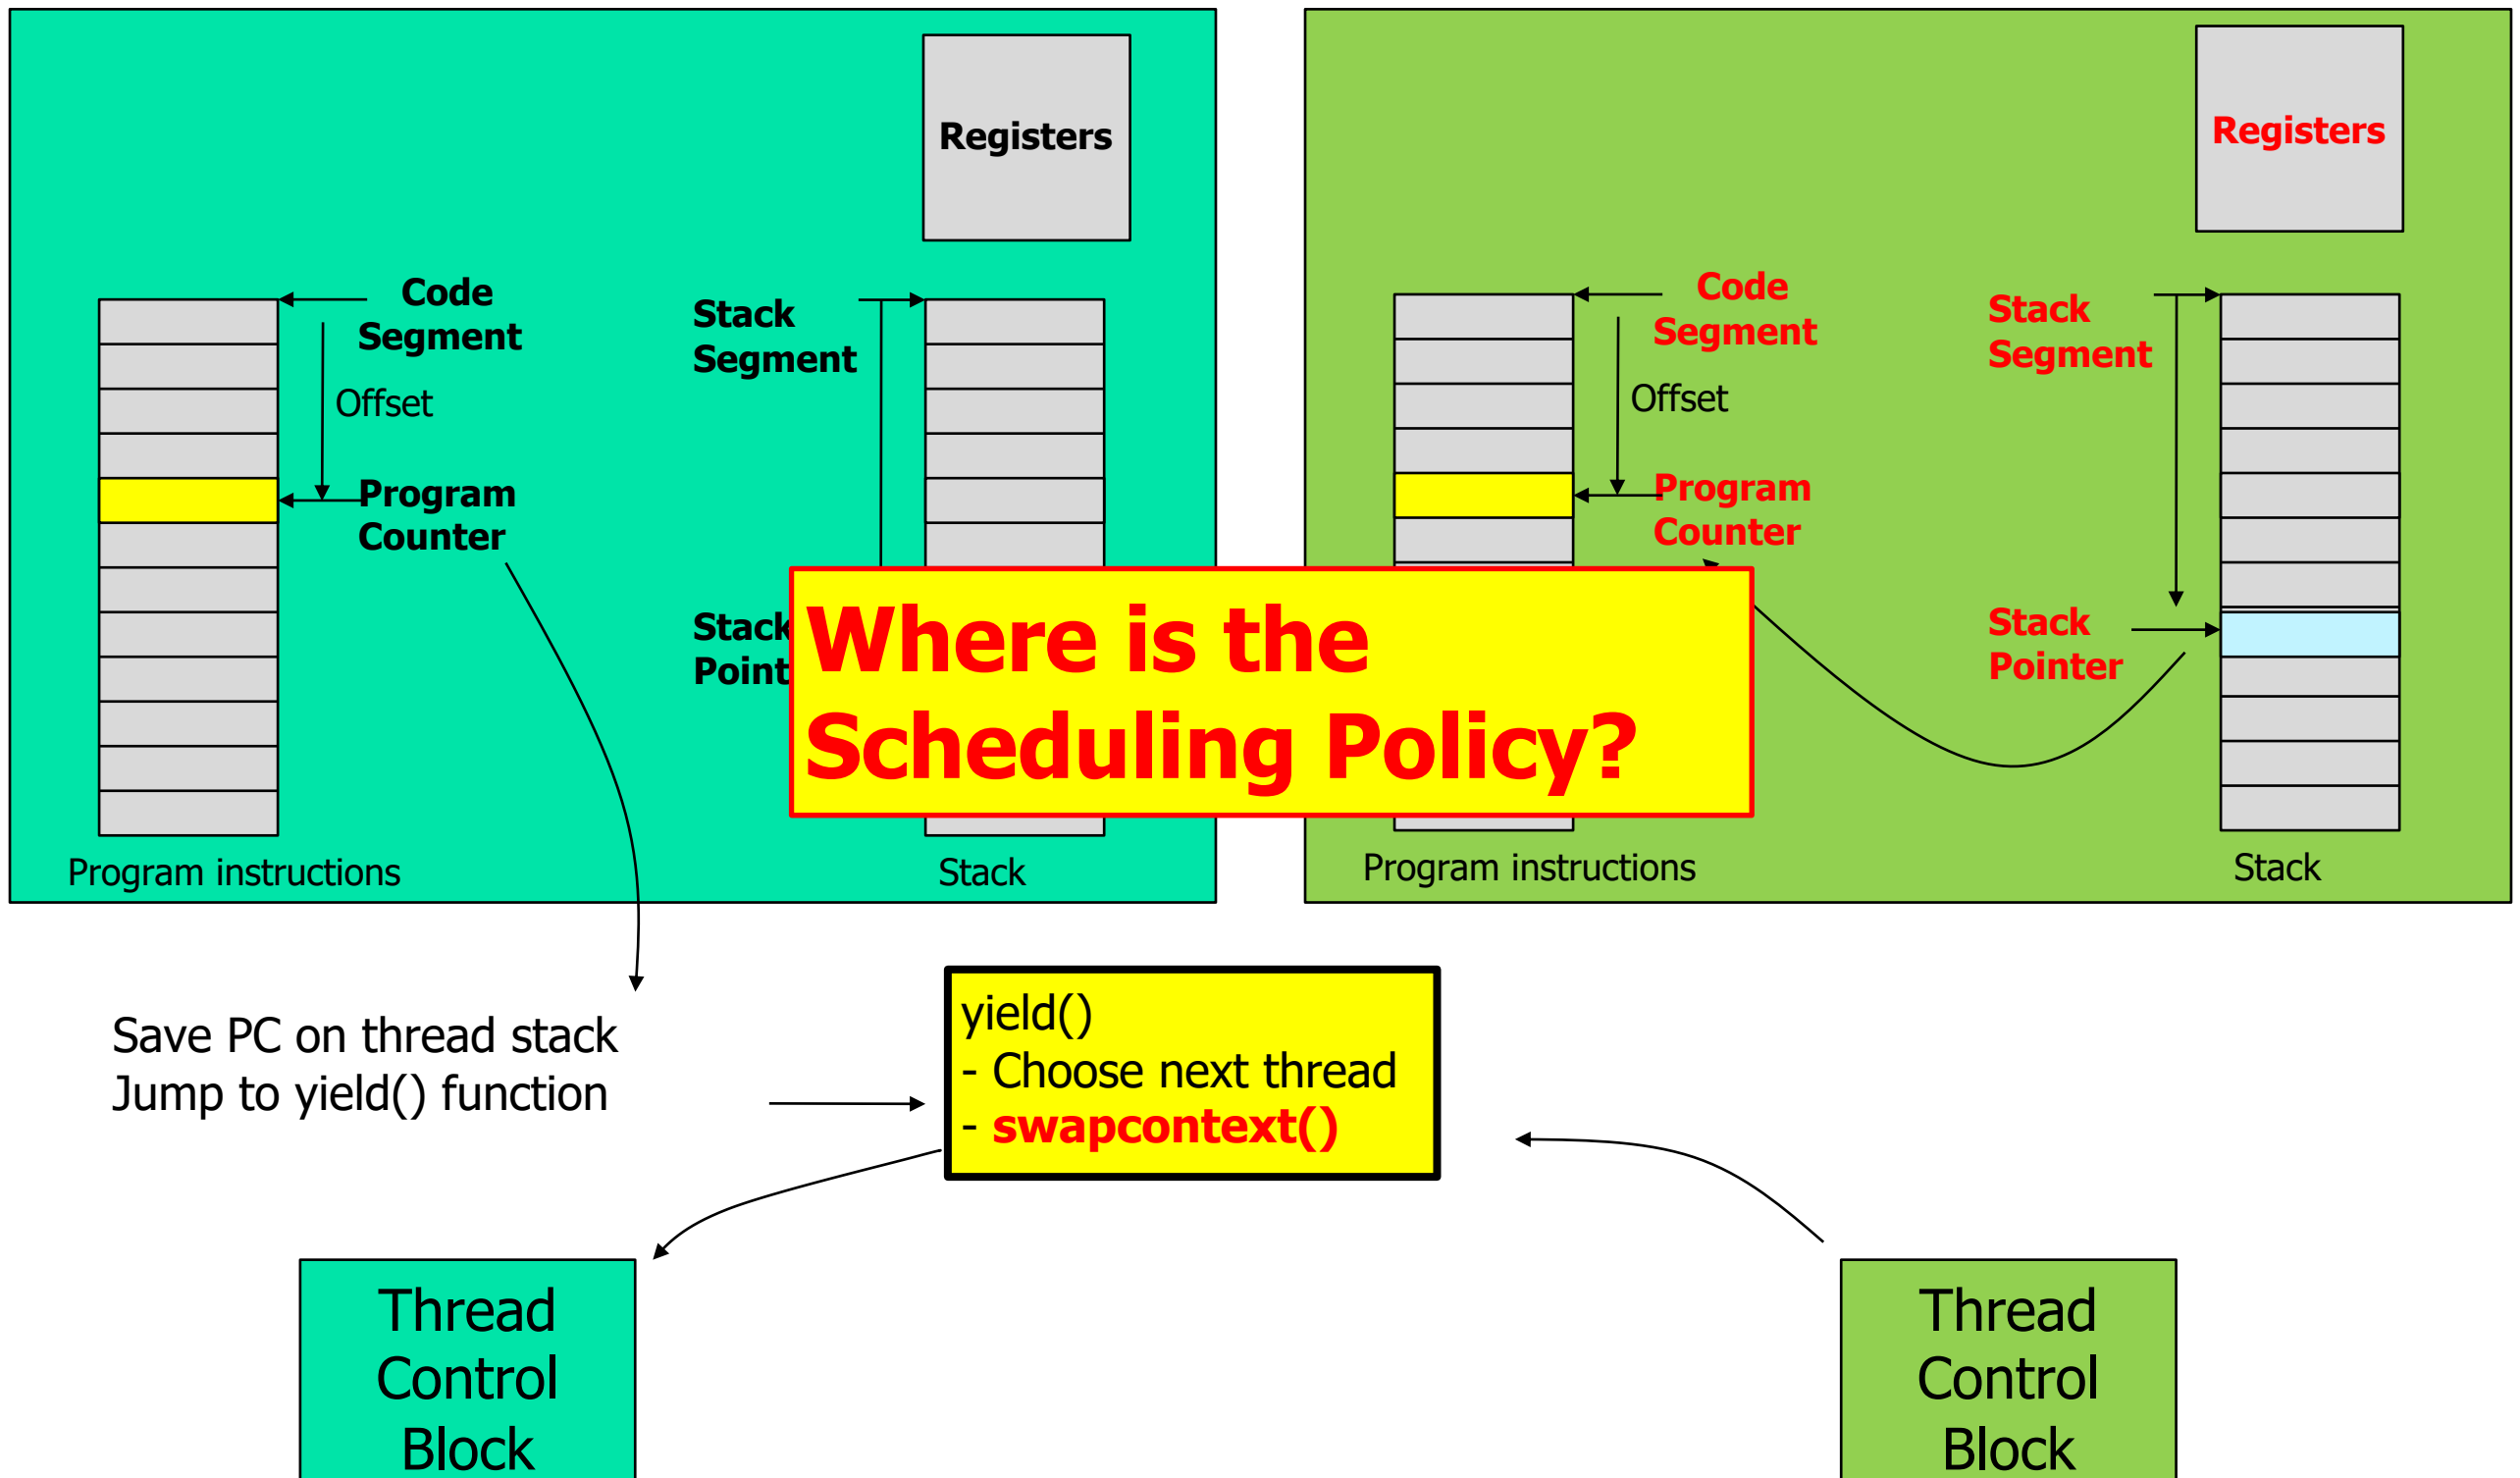 Registers
Code
Segment
Offset
Program
Counter
Stack
Segment
Stack
Point
Program instructions
Stack
Registers
Code
Segment
Offset
Program
Counter
Stack
Segment
Stack
Pointer
Program instructions
Stack
Where is the
Scheduling Policy?
Save PC on thread stack
Jump to yield() function
yield()
- Choose next thread
- swapcontext()
Thread
Control
Block
Thread
Control
Block